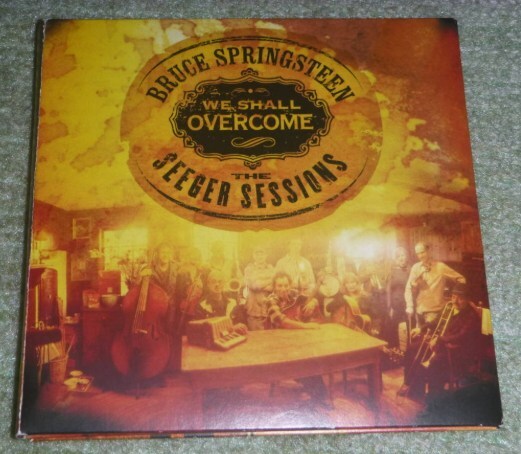 BRUCE SPRINGSTEEN
WE SHALL
OVERCOME
THE
SEEGER SESSIONS